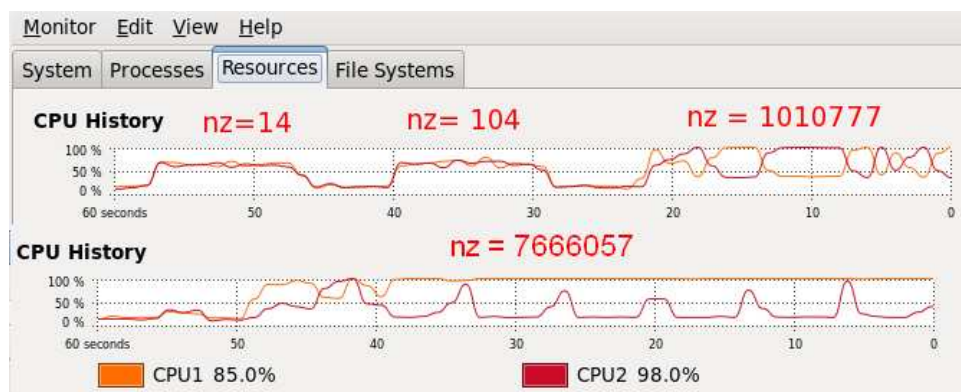 Monitor Edit View Help
System Processes Resources File Systems
CPU History nz=14 nz= 104 nz = 1010777
100 %
50 %
0 %
60 seconds 50 40 30 20 10 0
CPU History nz = 7666057
100 %
50 %
0 %
60 seconds 50 40 30 20 10 0
CPU1 85.0% CPU2 98.0%